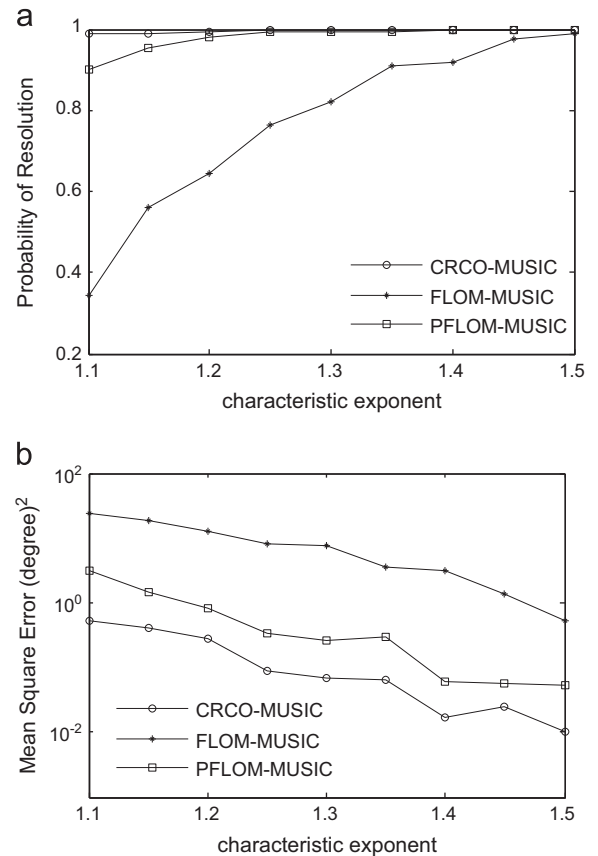 a
1
0.8
0.6
0.4
0.2
Probability of Resolution
CRCO-MUSIC
FLOM-MUSIC
PFLOM-MUSIC
1.1 1.2 1.3 1.4 1.5
characteristic exponent
b
10^2
10^0
10^-2
Mean Square Error (degree)^2
CRCO-MUSIC
FLOM-MUSIC
PFLOM-MUSIC
1.1 1.2 1.3 1.4 1.5
characteristic exponent